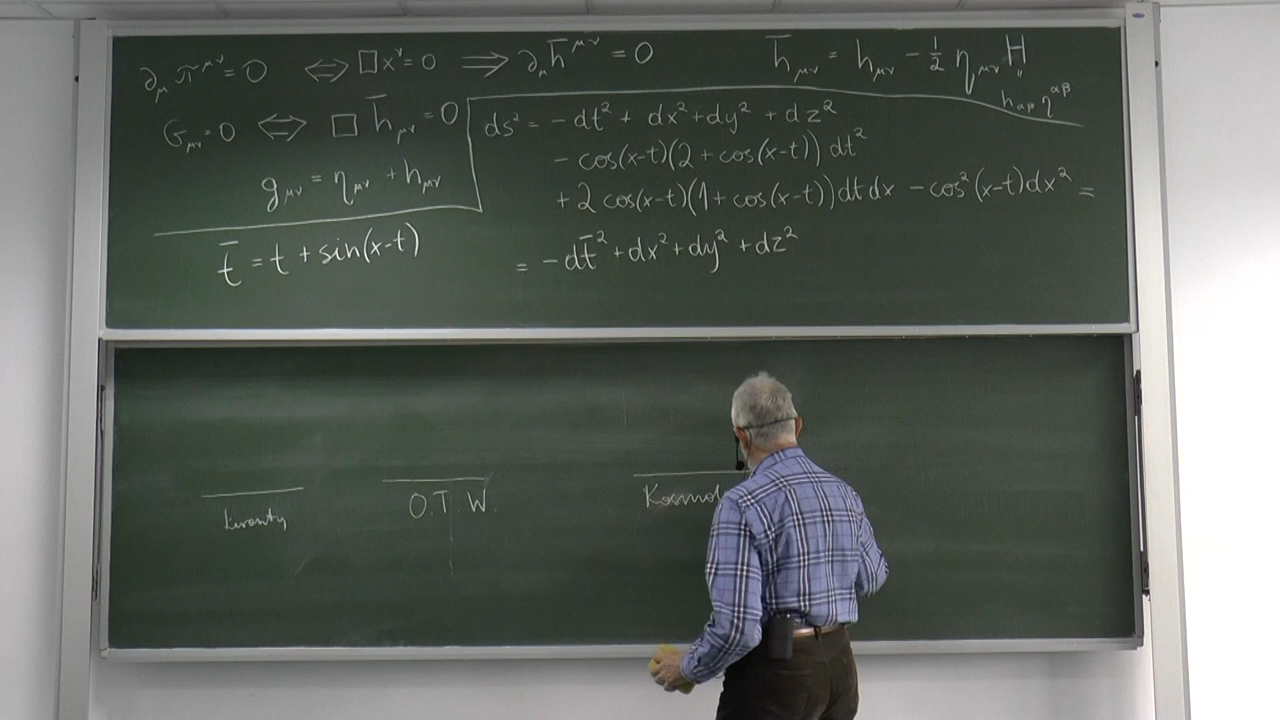 ∂_μ π^{μν} = 0 ⇔ □x^ν = 0 ⇒ ∂_μ h̄^{μν} = 0 h̄_{μν} = h_{μν} - ½ η_{μν} H
" h_{αβ} η^{αβ}
G_{μν} = 0 ⇔ □ h̄_{μν} = 0
g_{μν} = η_{μν} + h_{μν}
ds² = -dt² + dx² + dy² + dz²
- cos(x-t)(2 + cos(x-t)) dt²
+ 2 cos(x-t)(1 + cos(x-t)) dt dx - cos²(x-t) dx² =
t̄ = t + sin(x-t)
= -dt̄² + dx² + dy² + dz²
O.T.W.
Kosmol